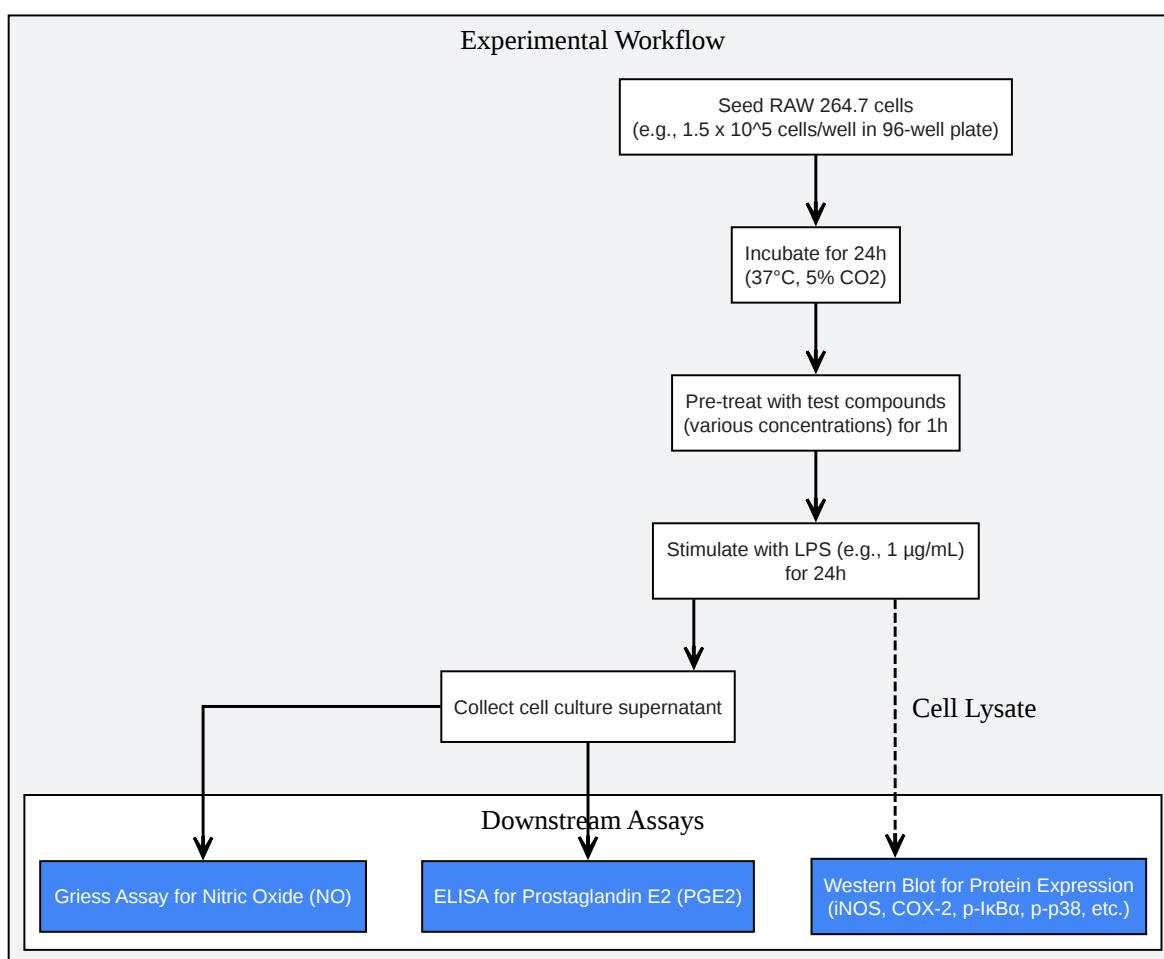 Experimental Workflow
Seed RAW 264.7 cells
(e.g., 1.5 x 10^5 cells/well in 96-well plate)
Incubate for 24h
(37°C, 5% CO2)
Pre-treat with test compounds
(various concentrations) for 1h
Stimulate with LPS (e.g., 1 µg/mL)
for 24h
Collect cell culture supernatant
Cell Lysate
Downstream Assays
Griess Assay for Nitric Oxide (NO)
ELISA for Prostaglandin E2 (PGE2)
Western Blot for Protein Expression
(iNOS, COX-2, p-IκBα, p-p38, etc.)